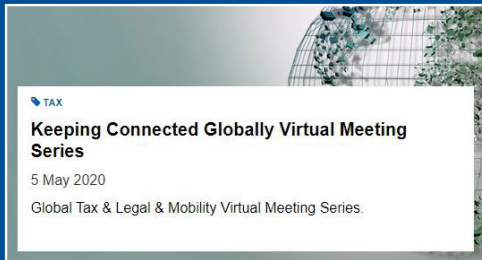 TAX
Keeping Connected Globally Virtual Meeting
Series
5 May 2020
Global Tax & Legal & Mobility Virtual Meeting Series.